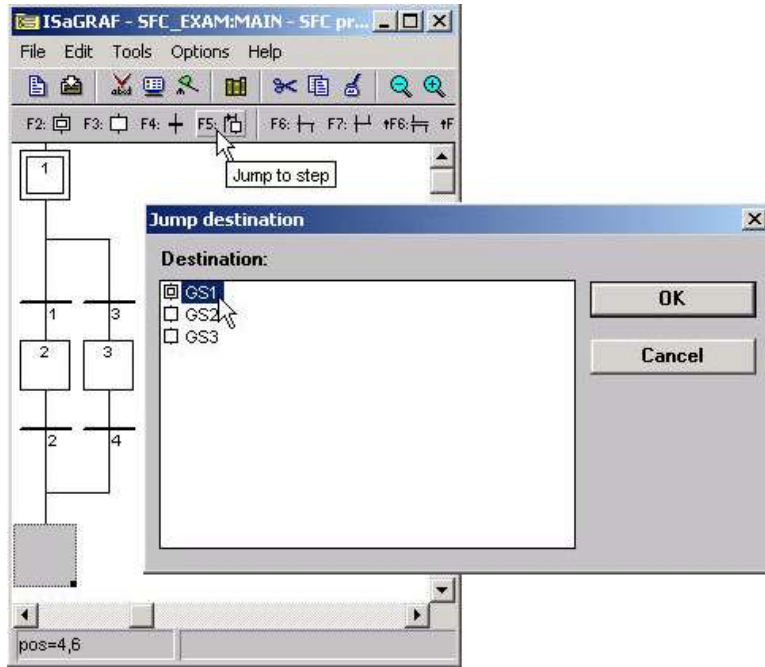 ISaGRAF - SFC_EXAM:MAIN - SFC pr...
File Edit Tools Options Help
F2: F3: F4: F5: F6: F7: +F6: +F
Jump to step
1
Jump destination
Destination:
GS1
GS2
GS3
OK
Cancel
1 3
2 3
2 4
pos=4,6